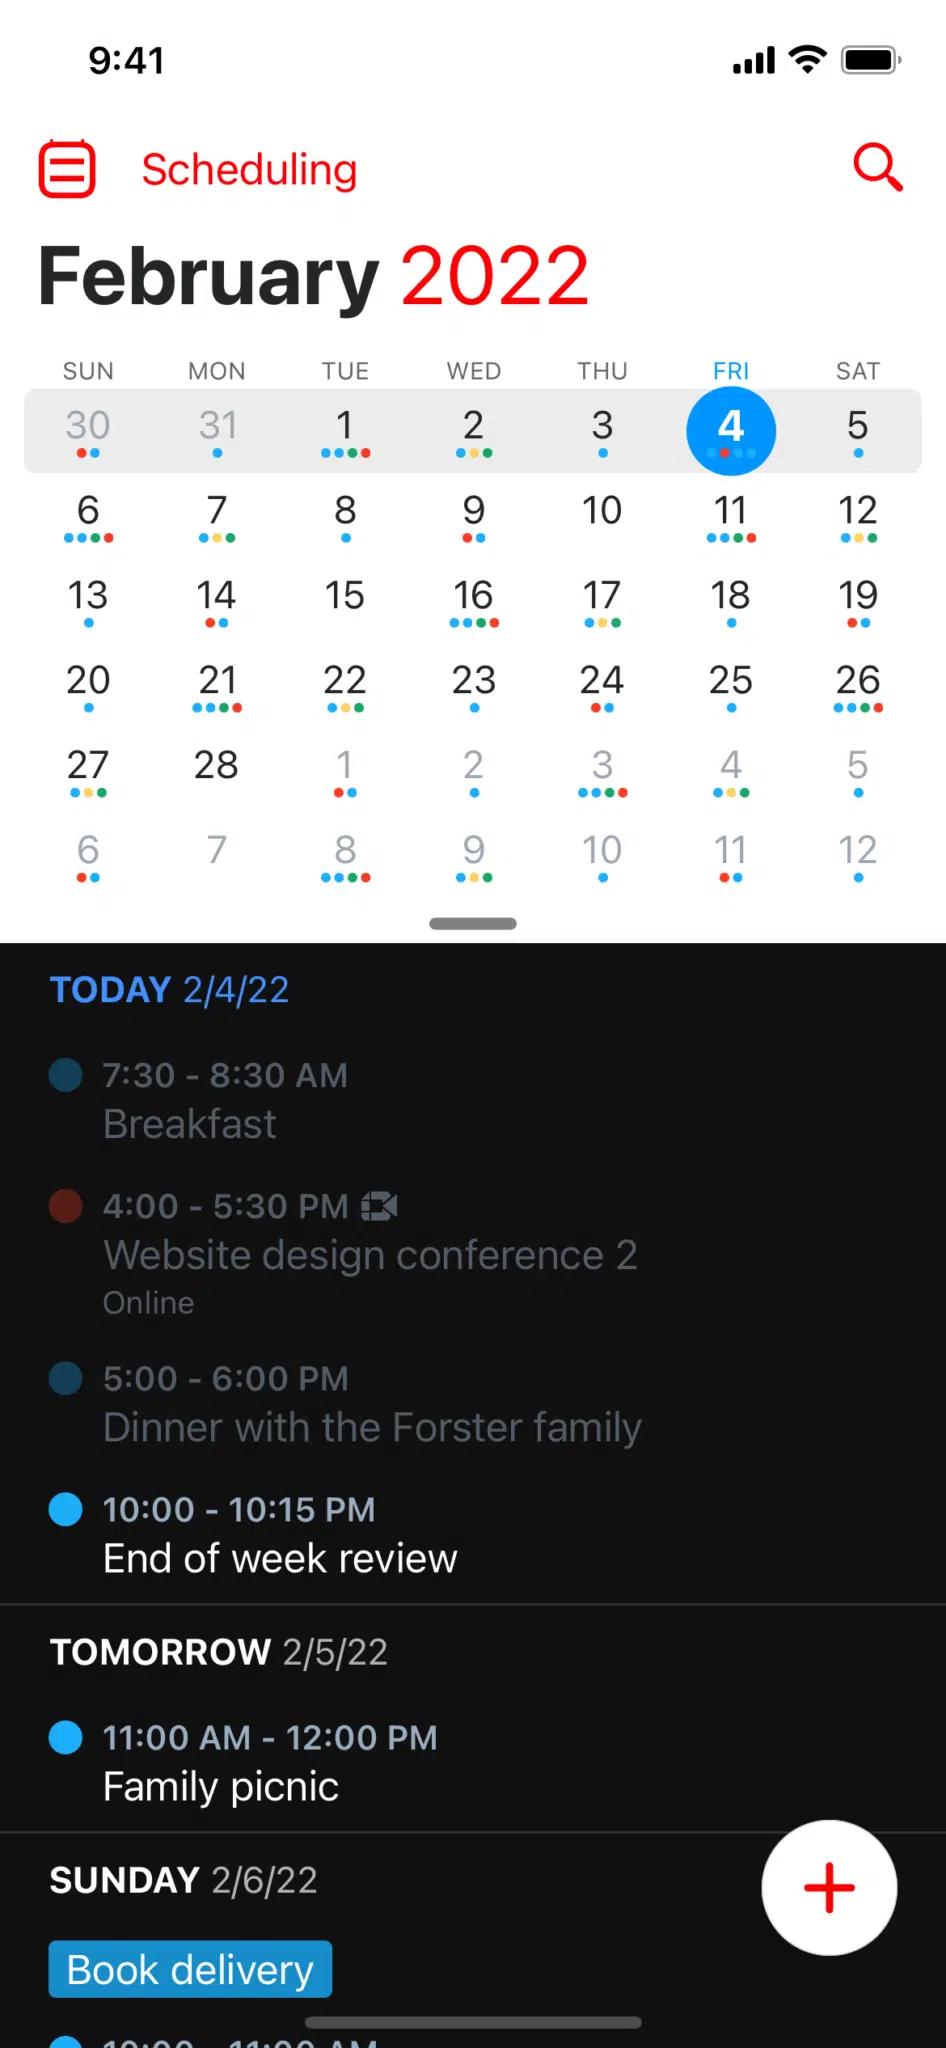 9:41
Scheduling
February 2022
SUN MON TUE WED THU FRI SAT
30 31 1 2 3 4 5
6 7 8 9 10 11 12
13 14 15 16 17 18 19
20 21 22 23 24 25 26
27 28 1 2 3 4 5
6 7 8 9 10 11 12
TODAY 2/4/22
7:30 - 8:30 AM
Breakfast
4:00 - 5:30 PM
Website design conference 2
Online
5:00 - 6:00 PM
Dinner with the Forster family
10:00 - 10:15 PM
End of week review
TOMORROW 2/5/22
11:00 AM - 12:00 PM
Family picnic
SUNDAY 2/6/22
Book delivery